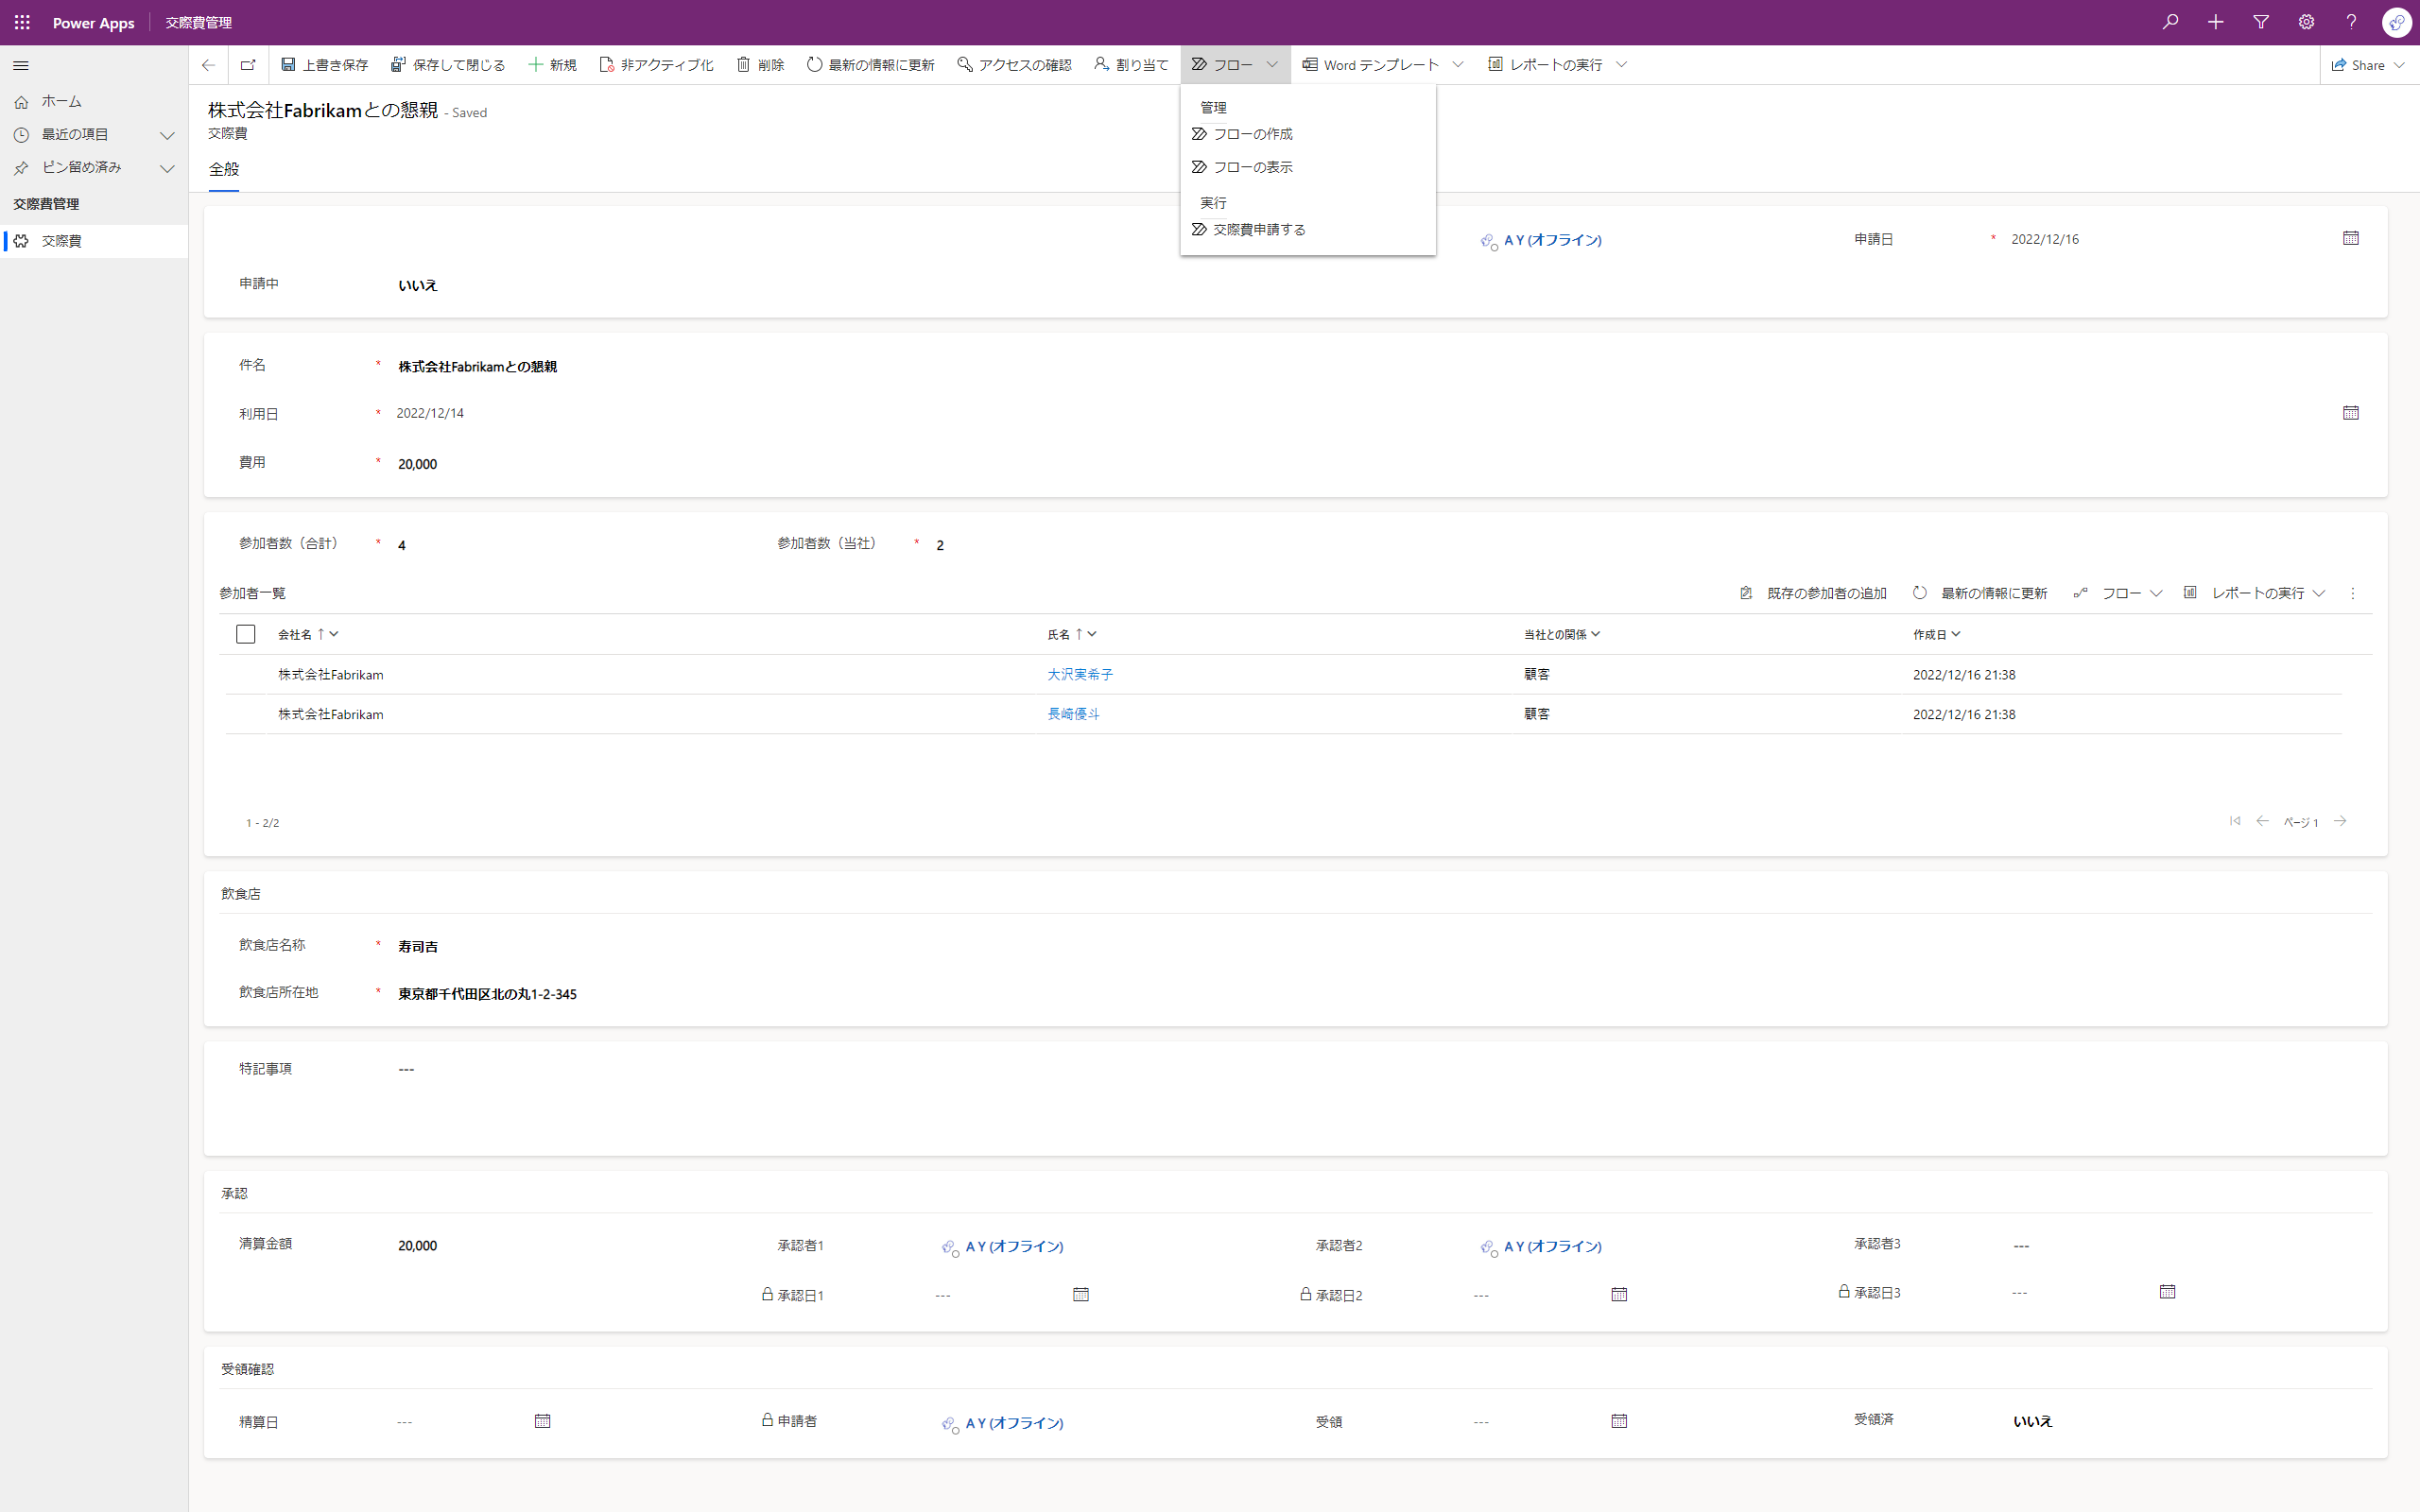 Power Apps 交際費管理
上書き保存 保存して閉じる 新規 非アクティブ化 削除 最新の情報に更新 アクセスの確認 割り当て フロー Word テンプレート レポートの実行 Share
ホーム
最近の項目
ピン留め済み
交際費管理
交際費
株式会社Fabrikamとの懇親 - Saved
交際費
全般
管理
フローの作成
フローの表示
実行
交際費申請する
A Y (オフライン) 申請日 * 2022/12/16
申請中 いいえ
件名 * 株式会社Fabrikamとの懇親
利用日 * 2022/12/14
費用 * 20,000
参加者数（合計） * 4 参加者数（当社） * 2
参加者一覧 既存の参加者の追加 最新の情報に更新 フロー レポートの実行
会社名 ↑ 氏名 ↑ 当社との関係 作成日
株式会社Fabrikam 大沢実希子 顧客 2022/12/16 21:38
株式会社Fabrikam 長崎優斗 顧客 2022/12/16 21:38
1 - 2/2 ページ 1
飲食店
飲食店名称 * 寿司吉
飲食店所在地 * 東京都千代田区北の丸1-2-345
特記事項 ---
承認
清算金額 20,000 承認者1 A Y (オフライン) 承認者2 A Y (オフライン) 承認者3 ---
承認日1 --- 承認日2 --- 承認日3 ---
受領確認
精算日 --- 申請者 A Y (オフライン) 受領 --- 受領済 いいえ